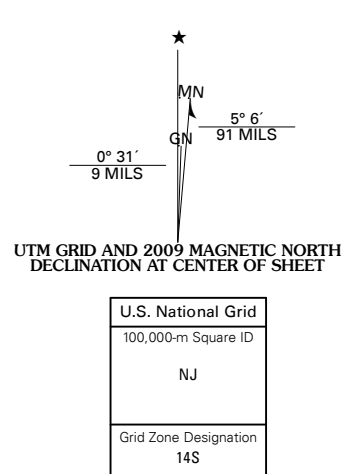 ★
MN
GN
5° 6´
91 MILS
0° 31´
9 MILS
UTM GRID AND 2009 MAGNETIC NORTH
DECLINATION AT CENTER OF SHEET
U.S. National Grid
100,000-m Square ID
NJ
Grid Zone Designation
14S